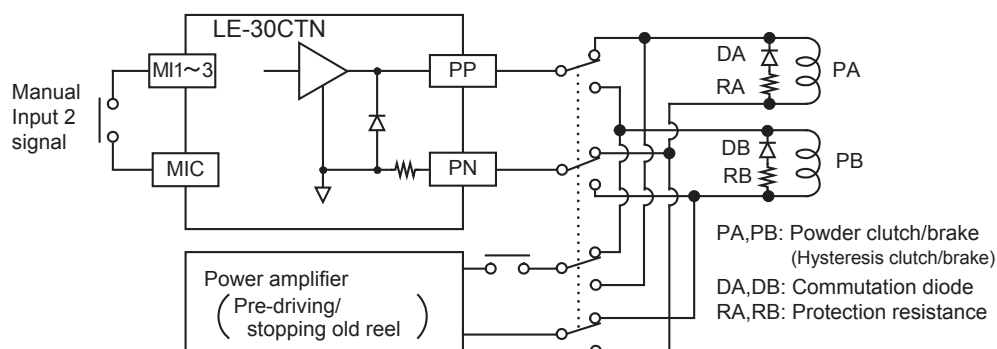 LE-30CTN
MI1~3
PP
Manual
Input 2
signal
MIC
PN
DA
RA
PA
DB
RB
PB
Power amplifier
(Pre-driving/
stopping old reel)
PA,PB: Powder clutch/brake
(Hysteresis clutch/brake)
DA,DB: Commutation diode
RA,RB: Protection resistance